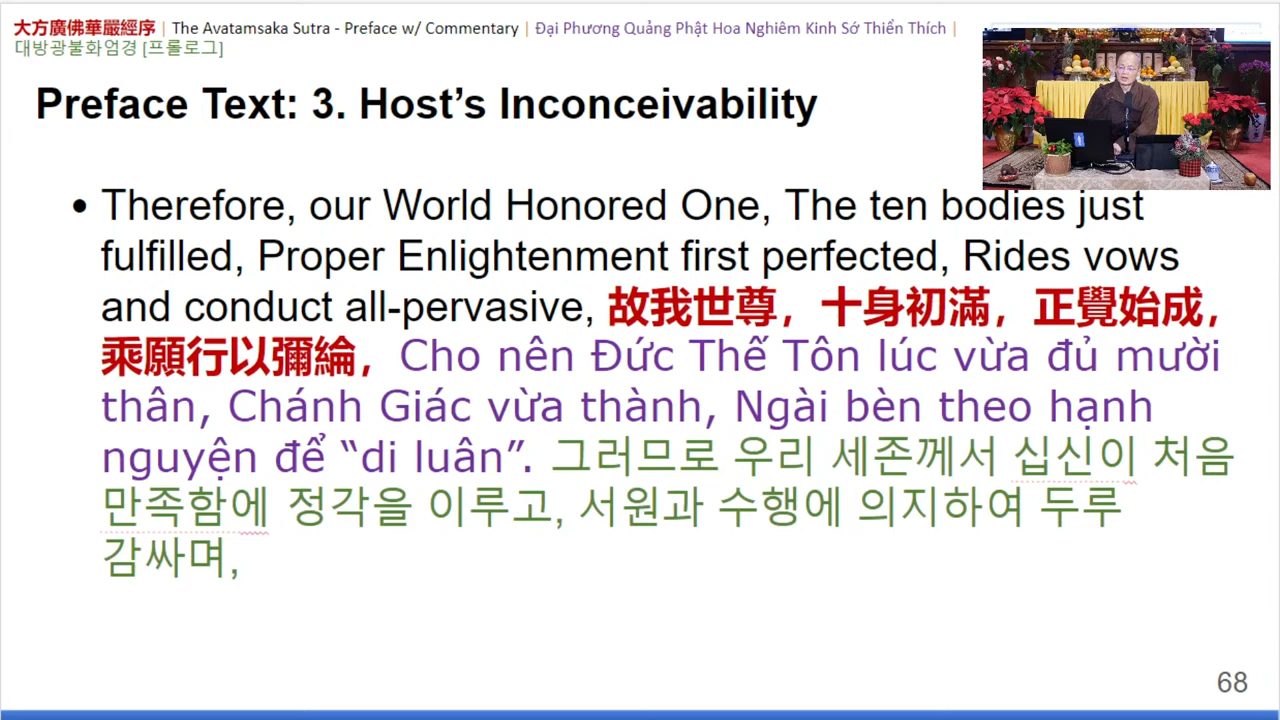 大方廣佛華嚴經序 | The Avatamsaka Sutra - Preface w/ Commentary | Đại Phương Quảng Phật Hoa Nghiêm Kinh Sớ Thiển Thích |
대방광불화엄경 [프롤로그]
Preface Text: 3. Host’s Inconceivability
• Therefore, our World Honored One, The ten bodies just
fulfilled, Proper Enlightenment first perfected, Rides vows
and conduct all-pervasive, 故我世尊，十身初滿，正覺始成，
乘願行以彌綸，Cho nên Đức Thế Tôn lúc vừa đủ mười
thân, Chánh Giác vừa thành, Ngài bèn theo hạnh
nguyện để “di luân”. 그러므로 우리 세존께서 십신이 처음
만족함에 정각을 이루고, 서원과 수행에 의지하여 두루
감싸며,
68